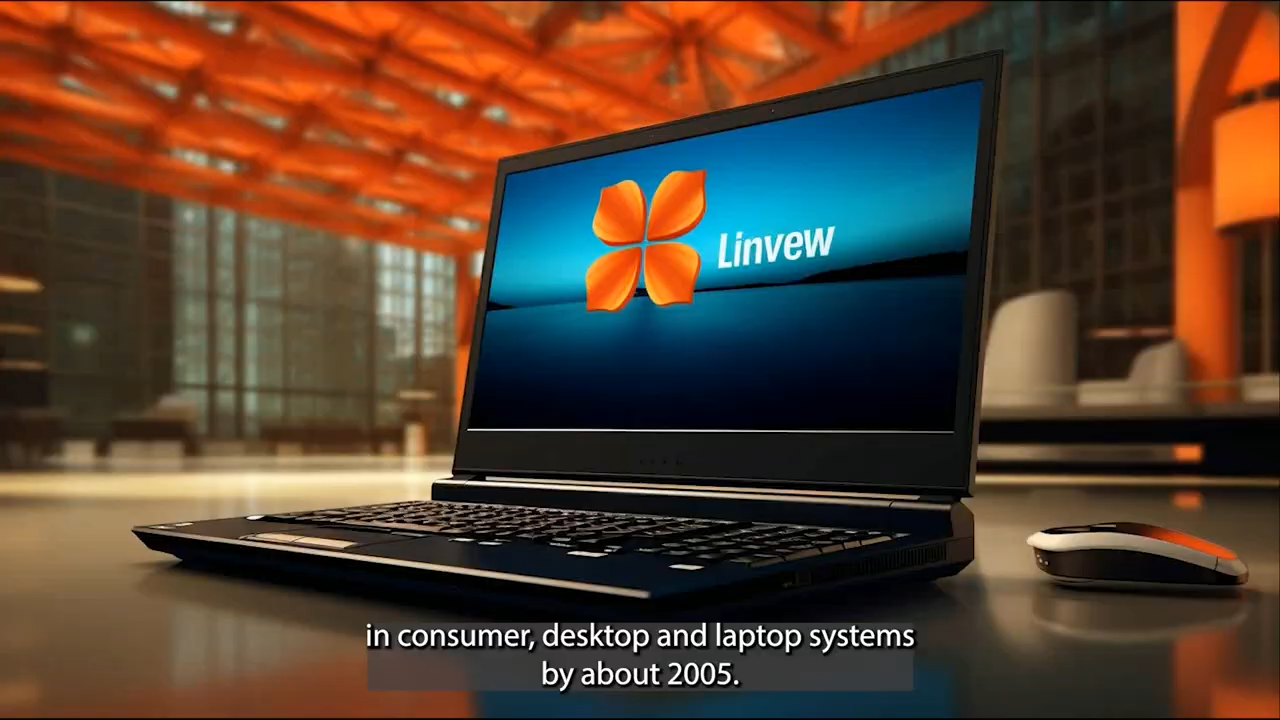 Linvew
in consumer, desktop and laptop systems
by about 2005.